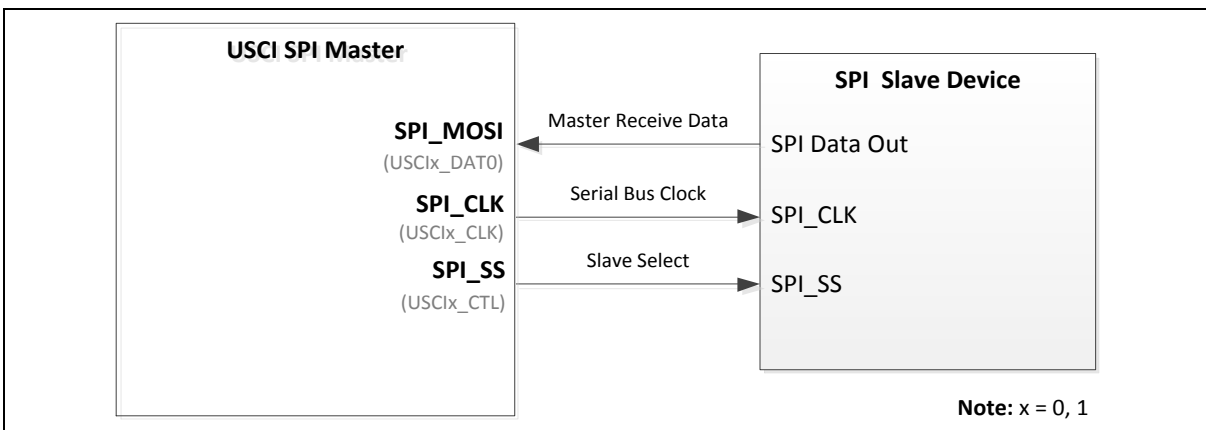 USCI SPI Master
SPI_MOSI
(USCIx_DAT0)
SPI_CLK
(USCIx_CLK)
SPI_SS
(USCIx_CTL)
Master Receive Data
Serial Bus Clock
Slave Select
SPI Slave Device
SPI Data Out
SPI_CLK
SPI_SS
Note: x = 0, 1